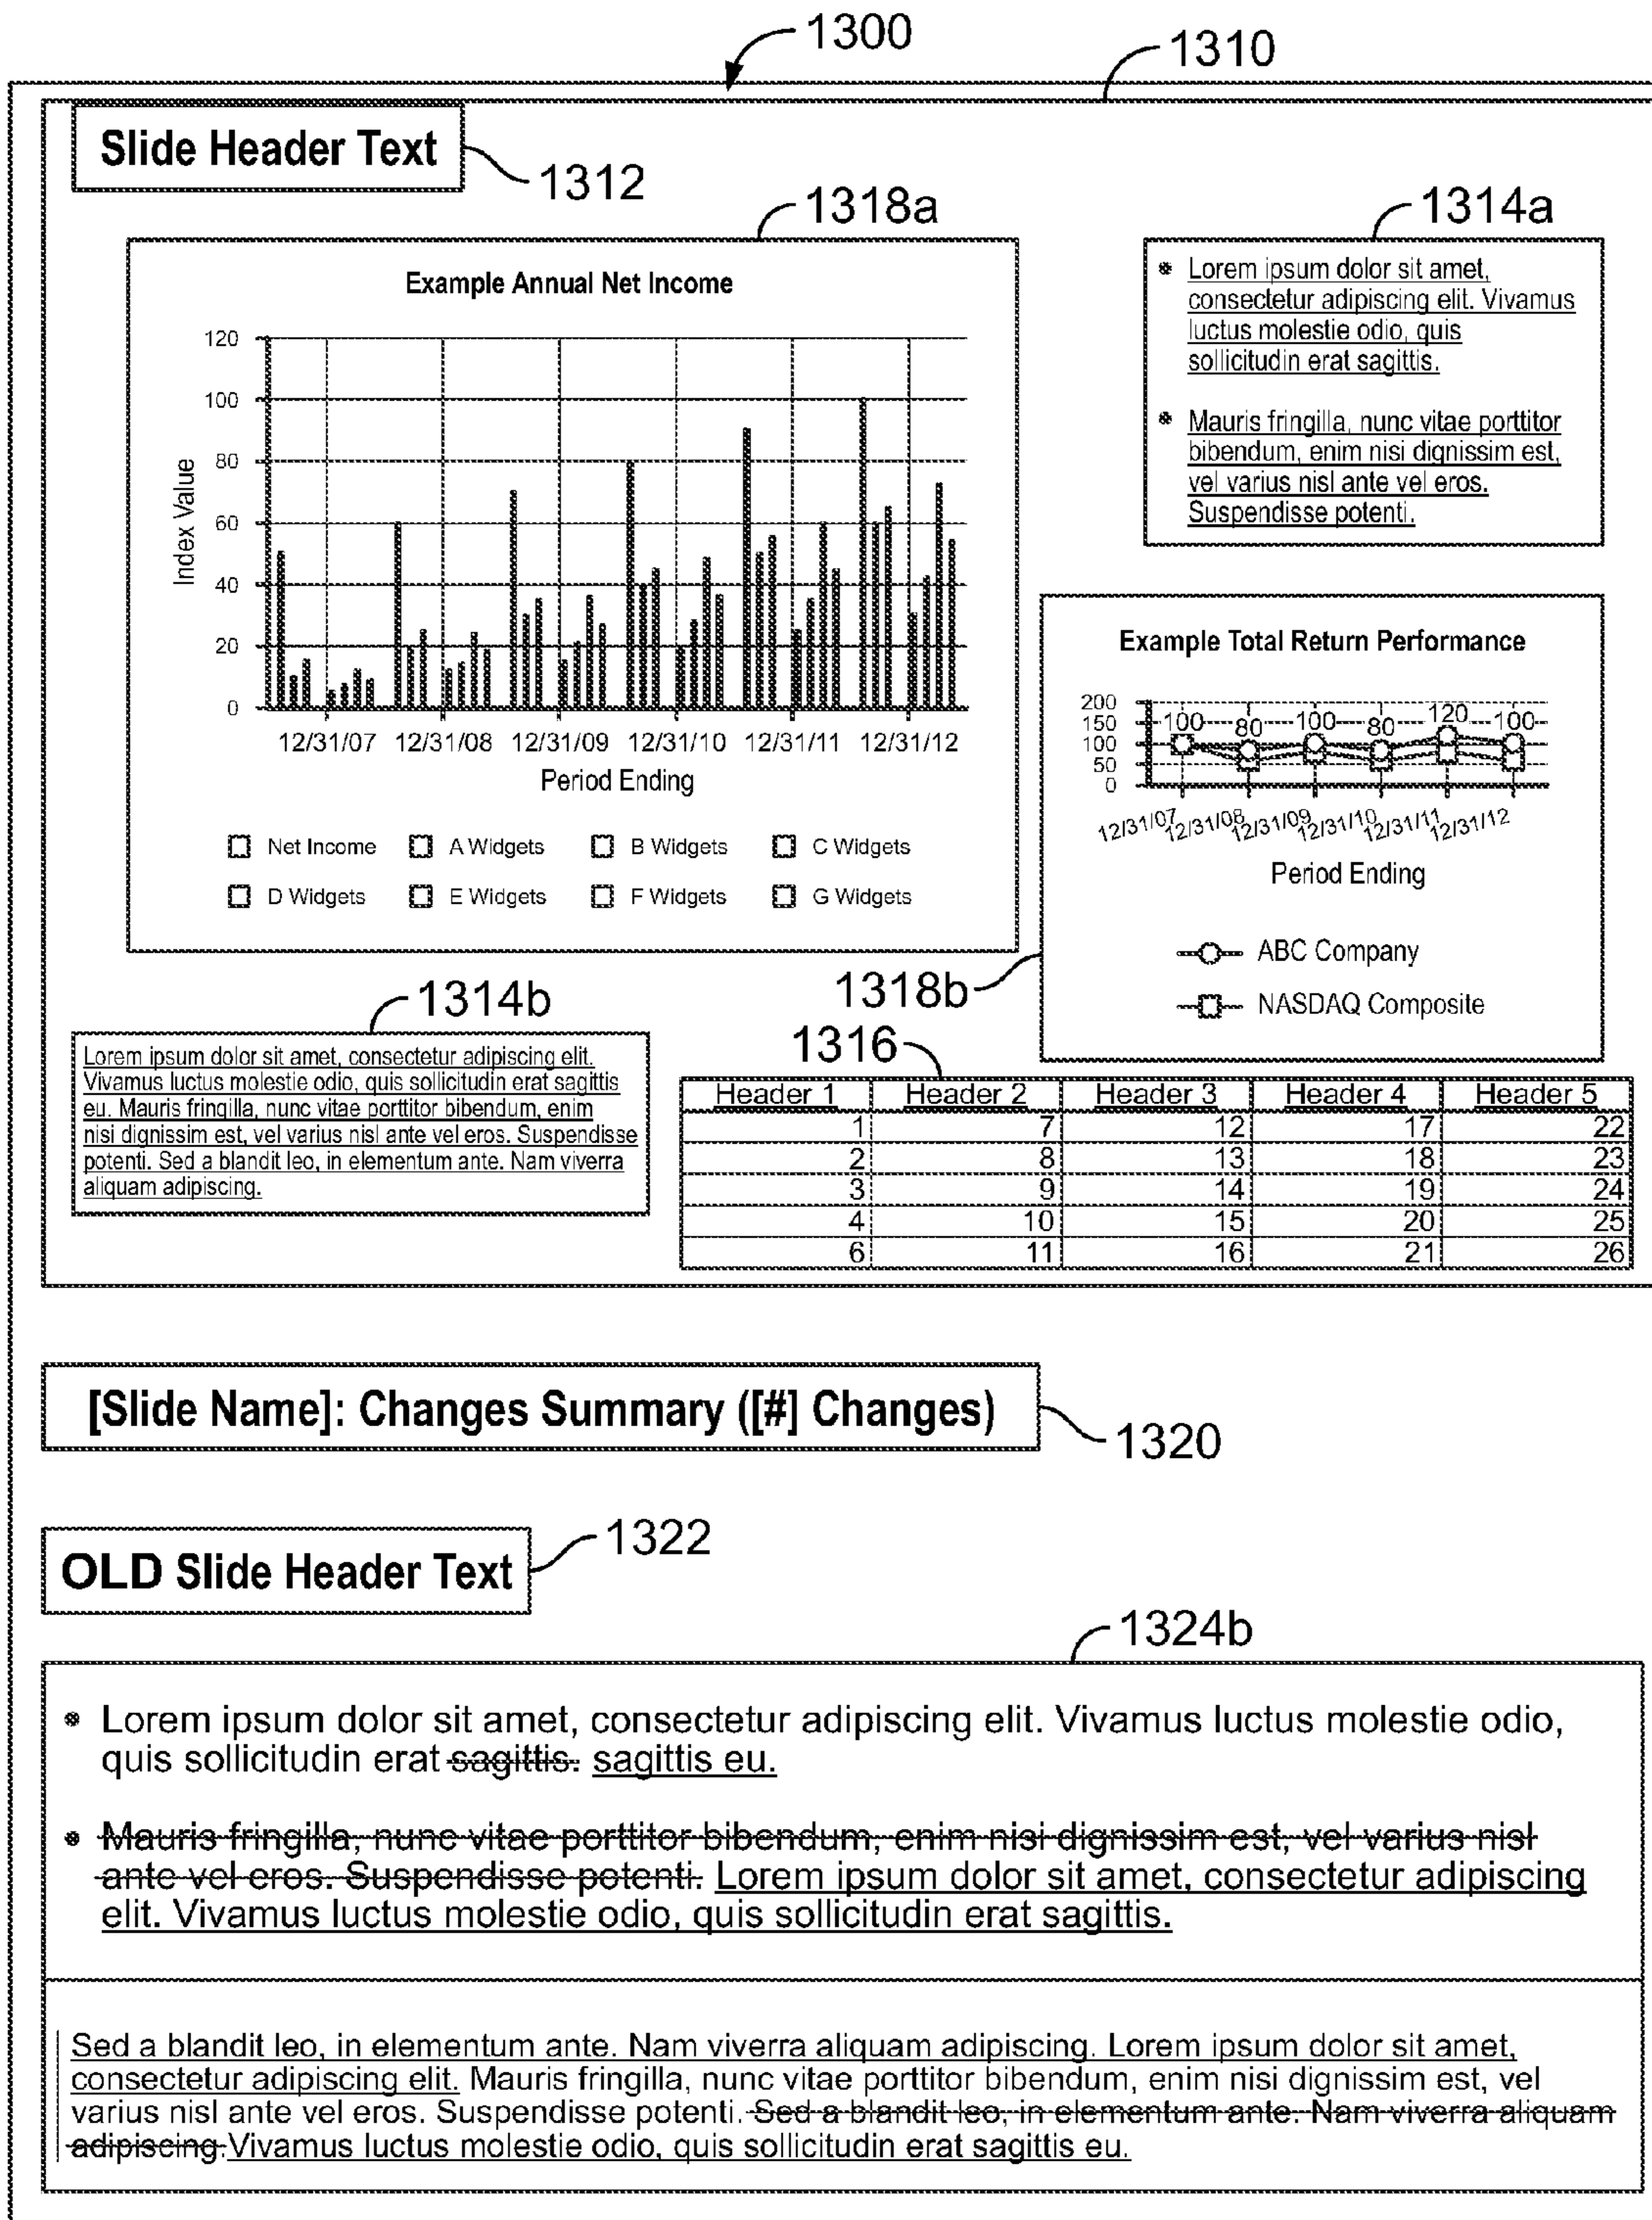 1300
1310
Slide Header Text
1312
1318a
1314a
Example Annual Net Income
120
100
80
60
40
20
0
Index Value
12/31/07 12/31/08 12/31/09 12/31/10 12/31/11 12/31/12
Period Ending
Net Income A Widgets B Widgets C Widgets
D Widgets E Widgets F Widgets G Widgets
• Lorem ipsum dolor sit amet,
consectetur adipiscing elit. Vivamus
luctus molestie odio, quis
sollicitudin erat sagittis.
• Mauris fringilla, nunc vitae porttitor
bibendum, enim nisi dignissim est,
vel varius nisl ante vel eros.
Suspendisse potenti.
Example Total Return Performance
200
150
100
50
0
100 80 100 80 120 100
12/31/07 12/31/08 12/31/09 12/31/10 12/31/11 12/31/12
Period Ending
ABC Company
NASDAQ Composite
1318b
1314b
Lorem ipsum dolor sit amet, consectetur adipiscing elit.
Vivamus luctus molestie odio, quis sollicitudin erat sagittis
eu. Mauris fringilla, nunc vitae porttitor bibendum, enim
nisi dignissim est, vel varius nisl ante vel eros. Suspendisse
potenti. Sed a blandit leo, in elementum ante. Nam viverra
aliquam adipiscing.
1316
Header 1 Header 2 Header 3 Header 4 Header 5
1 7 12 17 22
2 8 13 18 23
3 9 14 19 24
4 10 15 20 25
6 11 16 21 26
[Slide Name]: Changes Summary ([#] Changes)
1320
OLD Slide Header Text
1322
1324b
• Lorem ipsum dolor sit amet, consectetur adipiscing elit. Vivamus luctus molestie odio,
quis sollicitudin erat sagittis. sagittis eu.
• Mauris fringilla, nunc vitae porttitor bibendum, enim nisi dignissim est, vel varius nisl
ante vel eros. Suspendisse potenti. Lorem ipsum dolor sit amet, consectetur adipiscing
elit. Vivamus luctus molestie odio, quis sollicitudin erat sagittis.
Sed a blandit leo, in elementum ante. Nam viverra aliquam adipiscing. Lorem ipsum dolor sit amet,
consectetur adipiscing elit. Mauris fringilla, nunc vitae porttitor bibendum, enim nisi dignissim est, vel
varius nisl ante vel eros. Suspendisse potenti. Sed a blandit leo, in elementum ante. Nam viverra aliquam
adipiscing. Vivamus luctus molestie odio, quis sollicitudin erat sagittis eu.